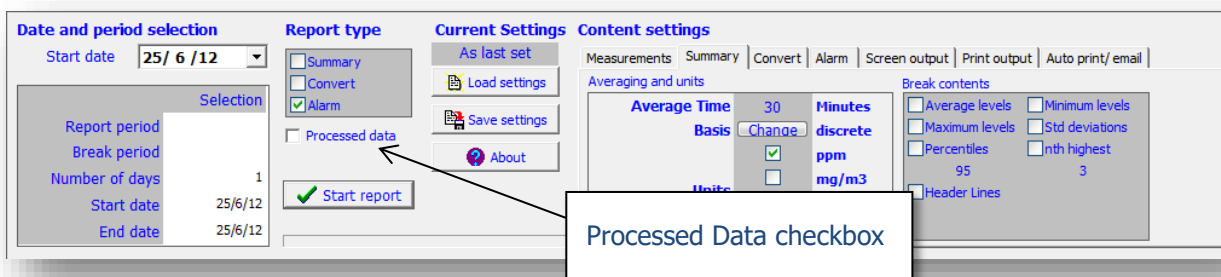 Date and period selection
Start date 25/ 6 /12
Selection
Report period
Break period
Number of days 1
Start date 25/6/12
End date 25/6/12
Report type
Summary
Convert
Alarm
Processed data
Start report
Current Settings
As last set
Load settings
Save settings
About
Content settings
Measurements Summary Convert Alarm Screen output Print output Auto print/ email
Averaging and units
Average Time 30 Minutes
Basis Change discrete
ppm
mg/m3
Units
Break contents
Average levels Minimum levels
Maximum levels Std deviations
Percentiles nth highest
95 3
Header Lines
Processed Data checkbox